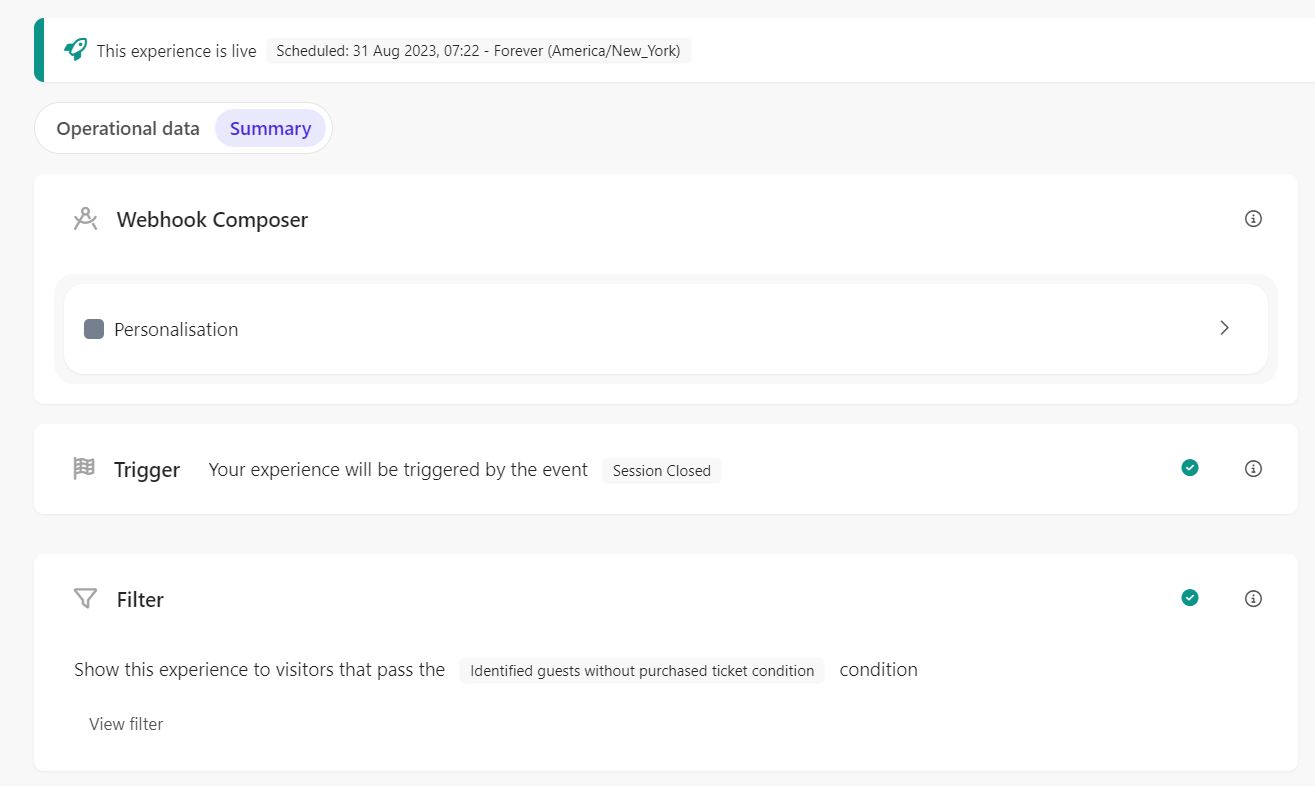 This experience is live Scheduled: 31 Aug 2023, 07:22 - Forever (America/New_York)
Operational data Summary
Webhook Composer
Personalisation
Trigger Your experience will be triggered by the event Session Closed
Filter
Show this experience to visitors that pass the Identified guests without purchased ticket condition condition
View filter